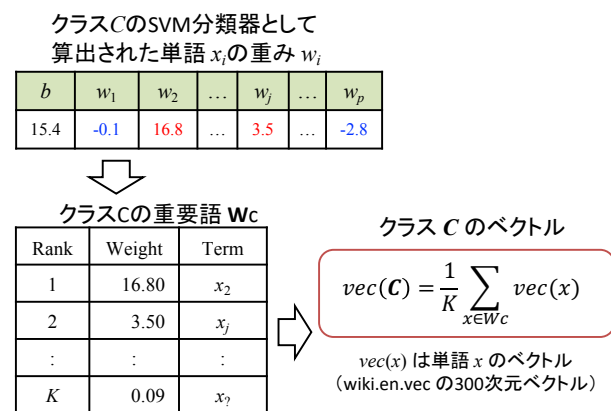 クラスCのSVM分類器として
算出された単語 xiの重み wi
b w1 w2 … wj … wp
15.4 -0.1 16.8 … 3.5 … -2.8
クラスCの重要語 Wc
Rank Weight Term
1 16.80 x2
2 3.50 xj
: : :
K 0.09 x?
クラス C のベクトル
vec(C) = 1/K ∑ x∈Wc vec(x)
vec(x) は単語 x のベクトル
(wiki.en.vec の300次元ベクトル)